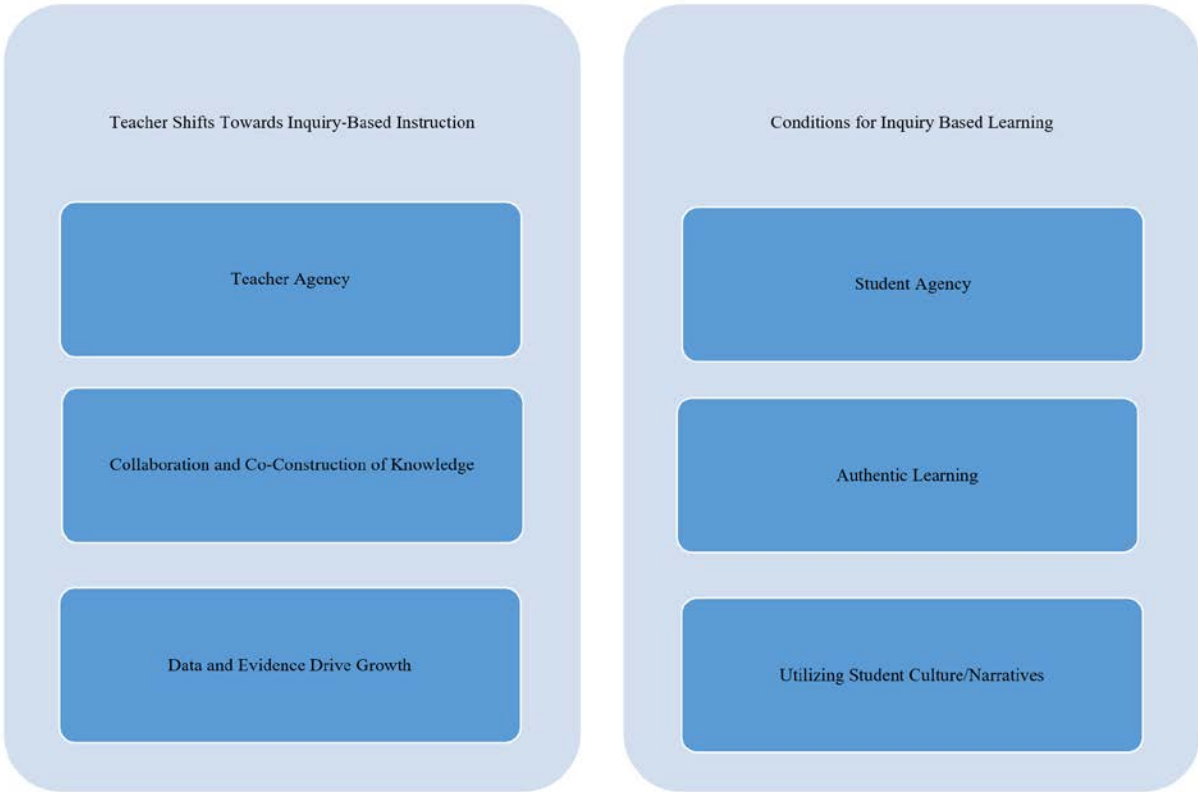 Teacher Shifts Towards Inquiry-Based Instruction
Teacher Agency
Collaboration and Co-Construction of Knowledge
Data and Evidence Drive Growth
Conditions for Inquiry Based Learning
Student Agency
Authentic Learning
Utilizing Student Culture/Narratives